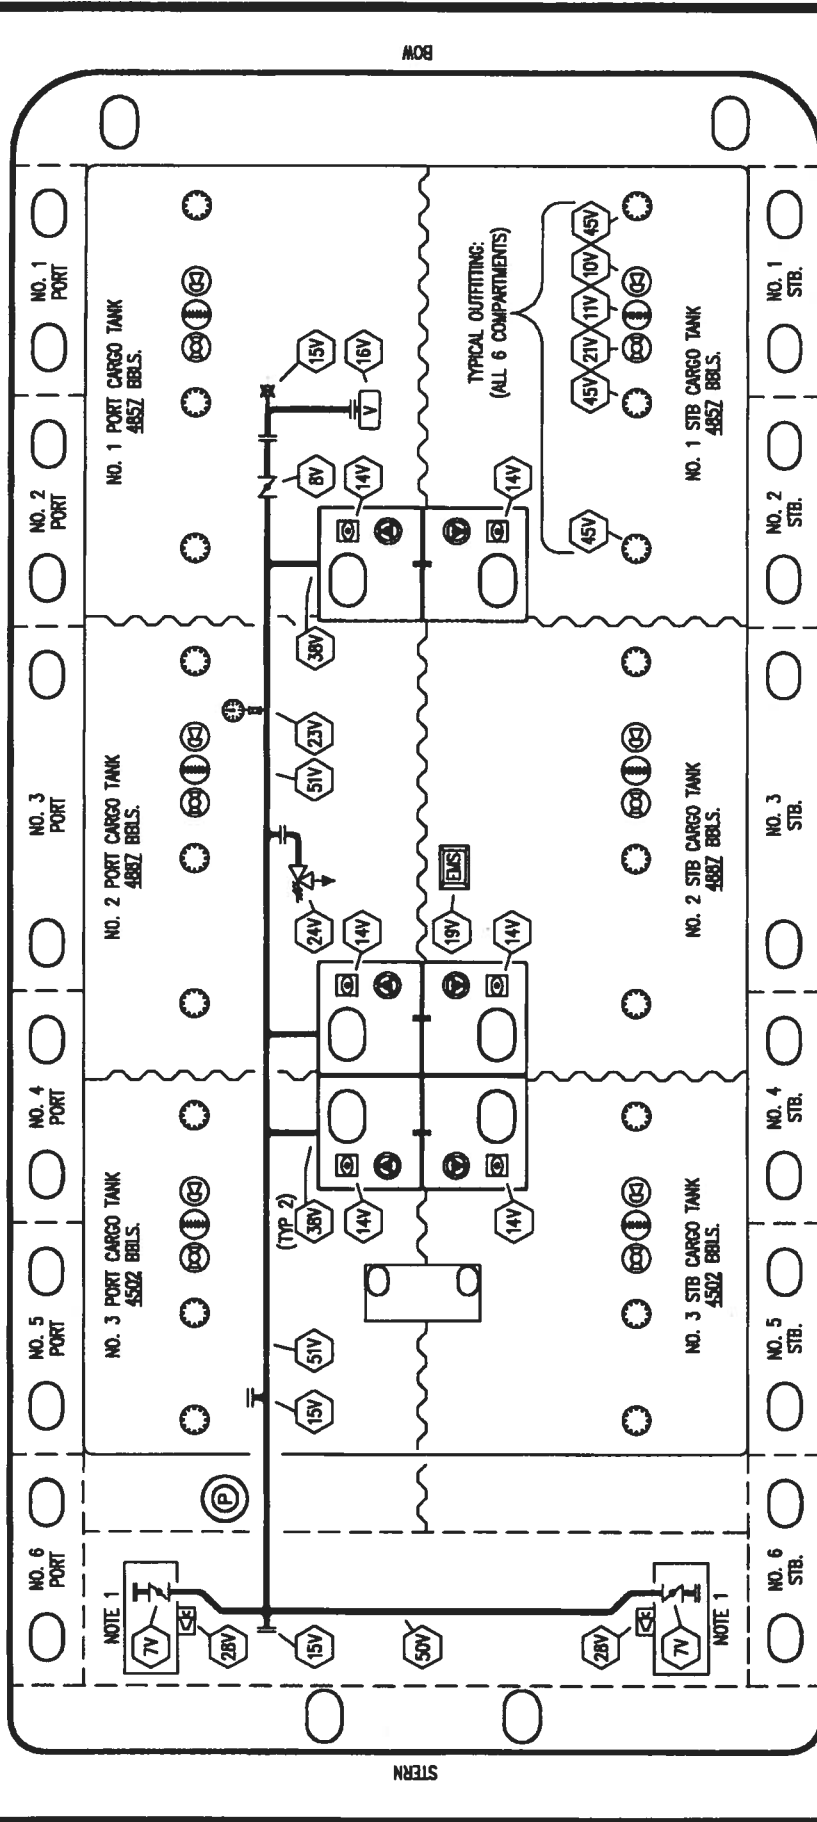 BOW
NO. 1
PORT
NO. 2
PORT
NO. 3
PORT
NO. 4
PORT
NO. 5
PORT
NO. 6
PORT
NO. 1 PORT CARGO TANK
4857 BBLS.
NO. 2 PORT CARGO TANK
4887 BBLS.
NO. 3 PORT CARGO TANK
4502 BBLS.
15V
16V
V
8V
14V
38V
23V
51V
24V
14V
(TYP 2)
38V
14V
51V
15V
P
NOTE 1
7V
28V
15V
50V
TYPICAL OUTFITTING:
(ALL 6 COMPARTMENTS)
45V
10V
11V
21V
45V
45V
14V
EMS
19V
14V
14V
28V
7V
NOTE 1
NO. 1 STB CARGO TANK
4857 BBLS.
NO. 2 STB CARGO TANK
4887 BBLS.
NO. 3 STB CARGO TANK
4502 BBLS.
NO. 1
STB.
NO. 2
STB.
NO. 3
STB.
NO. 4
STB.
NO. 5
STB.
NO. 6
STB.
STERN